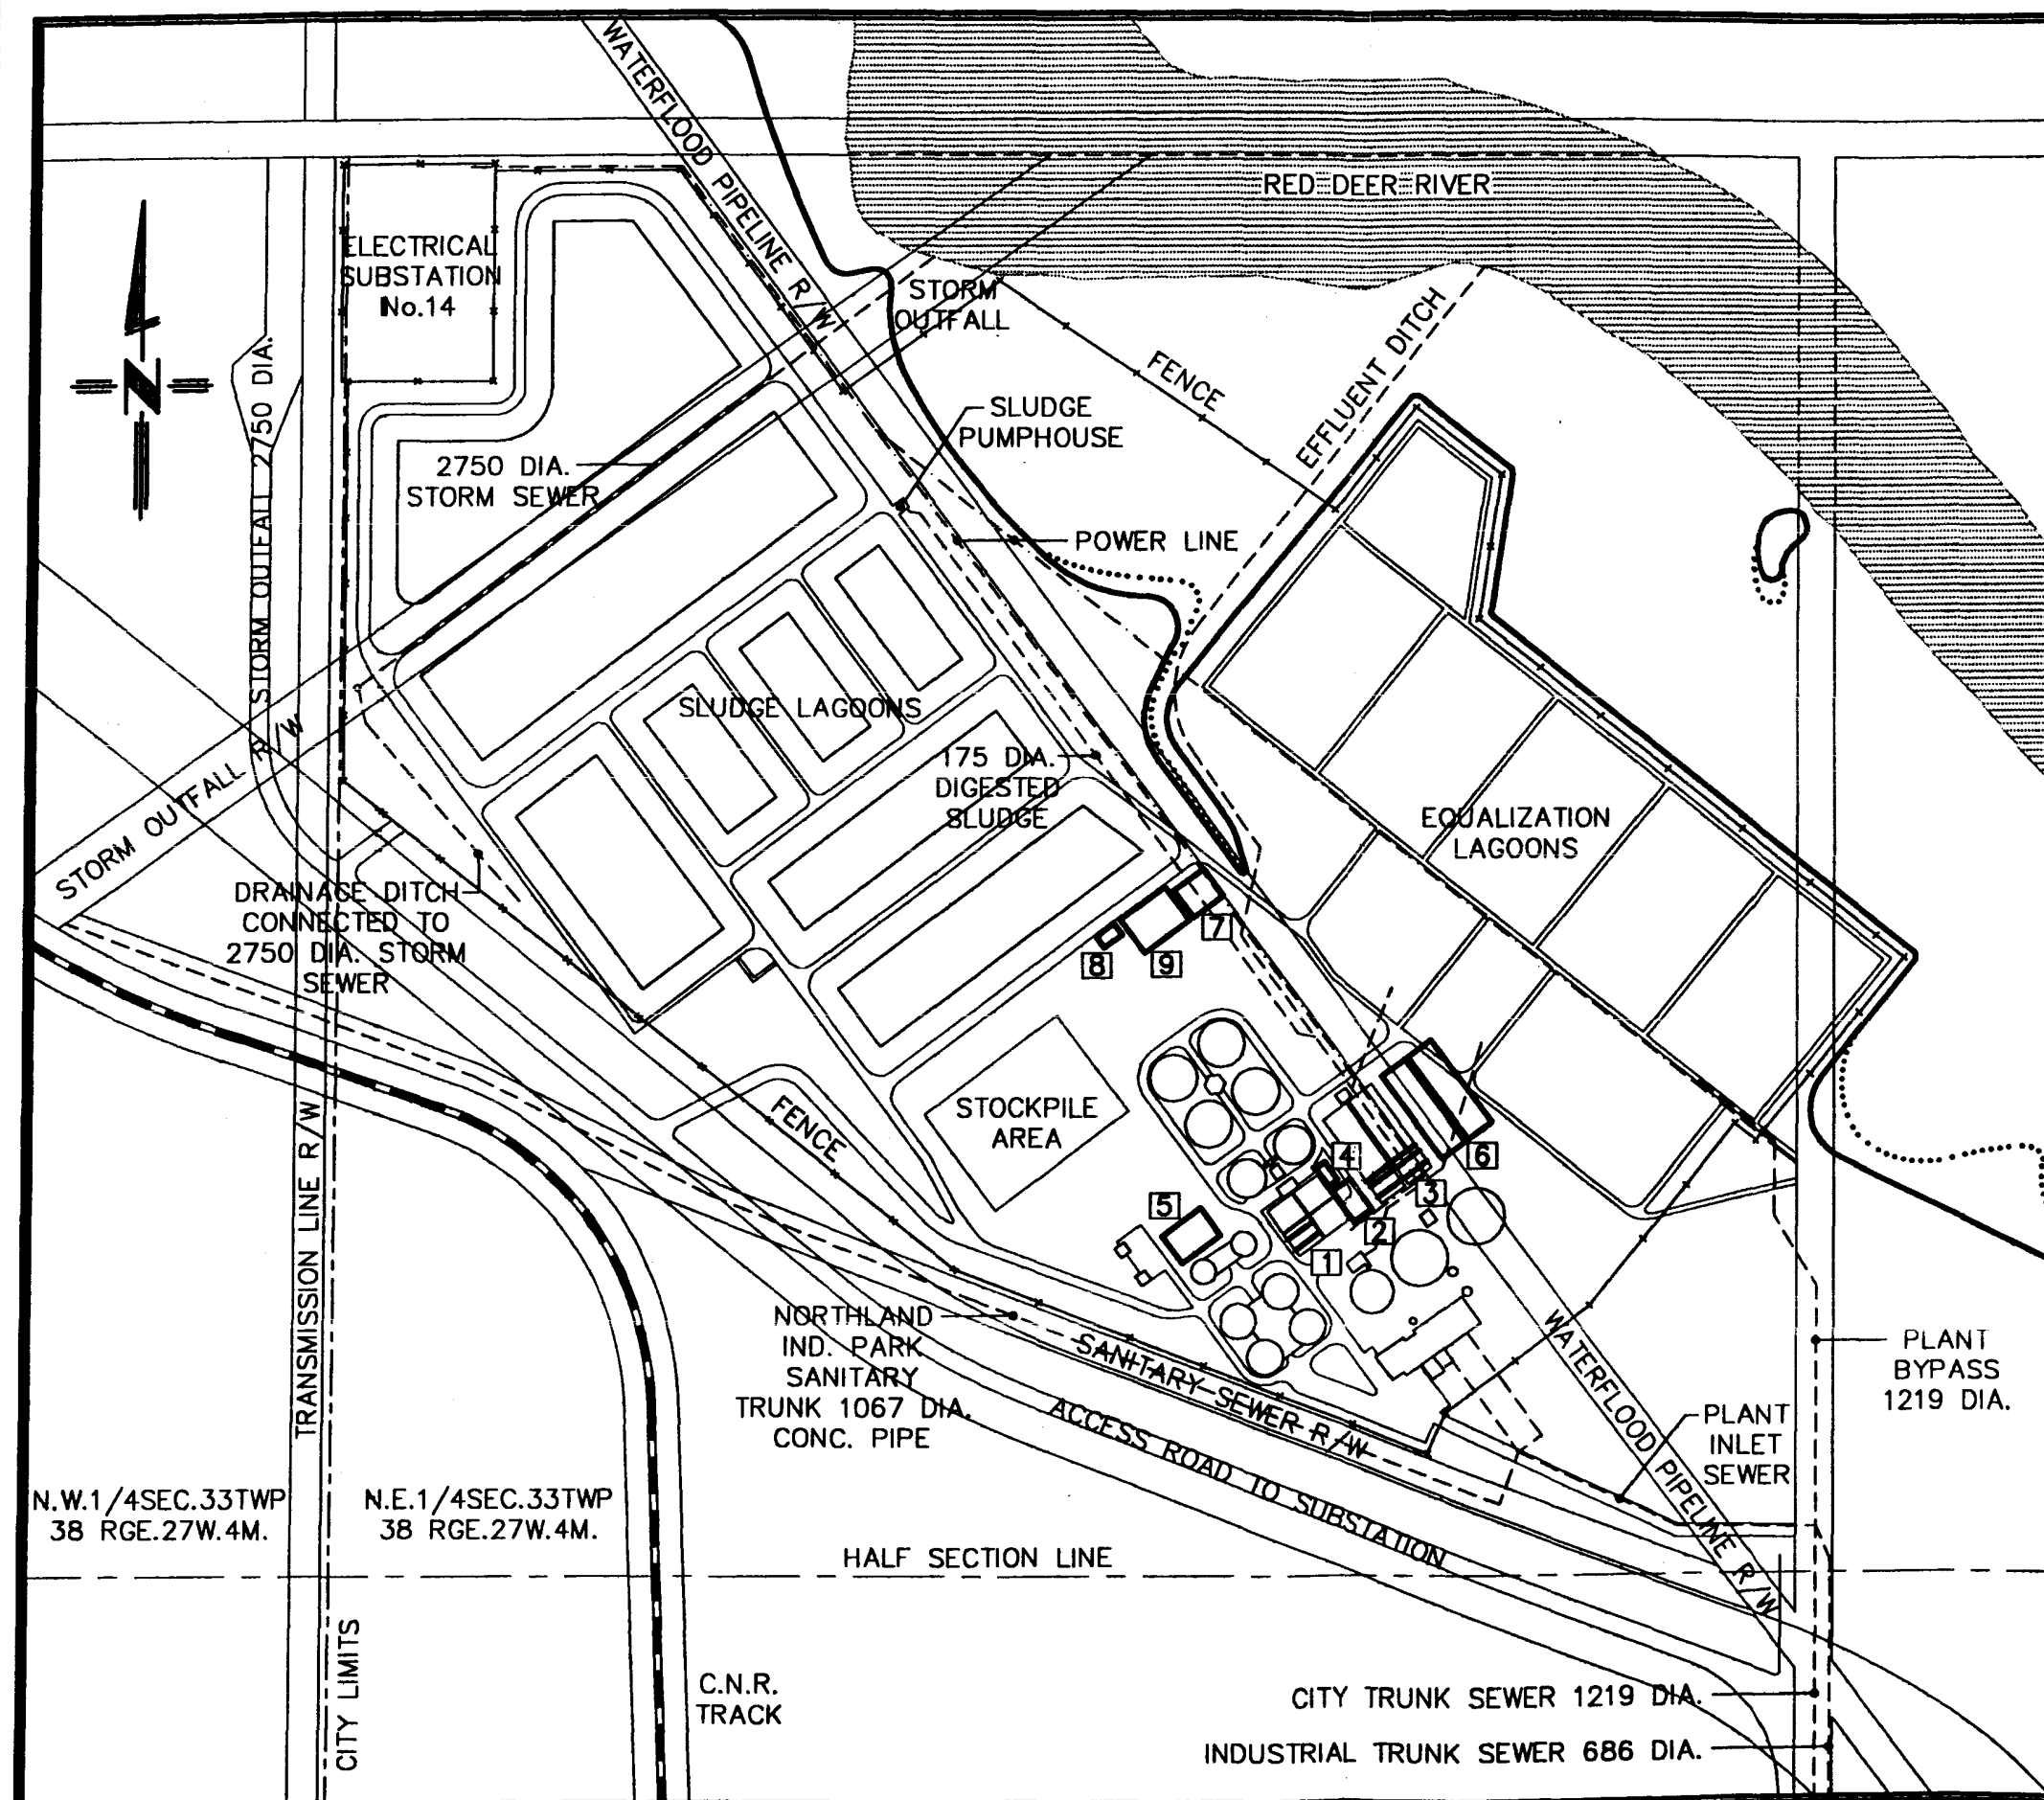 WATERFLOOD PIPELINE R/W
RED DEER RIVER
ELECTRICAL
SUBSTATION
No.14
N
STORM
OUTFALL
STORM OUTFALL 2750 DIA.
FENCE
EFFLUENT DITCH
SLUDGE
PUMPHOUSE
2750 DIA.
STORM SEWER
POWER LINE
SLUDGE LAGOONS
STORM OUTFALL R/W
175 DIA.
DIGESTED
SLUDGE
EQUALIZATION
LAGOONS
DRAINAGE DITCH
CONNECTED TO
2750 DIA. STORM
SEWER
7
8
9
STOCKPILE
AREA
FENCE
TRANSMISSION LINE R/W
4
6
3
5
2
1
NORTHLAND
IND. PARK
SANITARY
TRUNK 1067 DIA.
CONC. PIPE
SANITARY SEWER R/W
ACCESS ROAD TO SUBSTATION
WATERFLOOD PIPELINE R/W
PLANT
BYPASS
1219 DIA.
PLANT
INLET
SEWER
N.W.1/4SEC.33TWP
38 RGE.27W.4M.
N.E.1/4SEC.33TWP
38 RGE.27W.4M.
HALF SECTION LINE
CITY LIMITS
C.N.R.
TRACK
CITY TRUNK SEWER 1219 DIA.
INDUSTRIAL TRUNK SEWER 686 DIA.